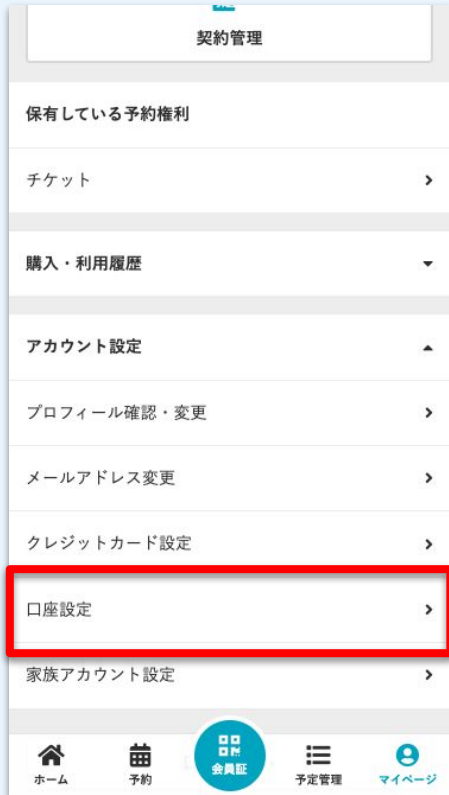 契約管理
保有している予約権利
チケット
購入・利用履歴
アカウント設定
プロフィール確認・変更
メールアドレス変更
クレジットカード設定
口座設定
家族アカウント設定
ホーム
予約
会員証
予定管理
マイページ